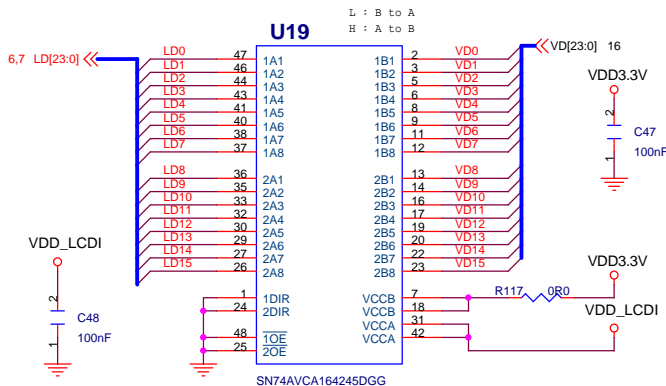 L : B to A
H : A to B
U19
6,7 LD[23:0]
VD[23:0] 16
LD0 47 1A1 1B1 2 VD0
LD1 46 1A2 1B2 3 VD1
LD2 44 1A3 1B3 5 VD2
LD3 43 1A4 1B4 6 VD3
LD4 41 1A5 1B5 8 VD4
LD5 40 1A6 1B6 9 VD5
LD6 38 1A7 1B7 11 VD6
LD7 37 1A8 1B8 12 VD7
LD8 36 2A1 2B1 13 VD8
LD9 35 2A2 2B2 14 VD9
LD10 33 2A3 2B3 16 VD10
LD11 32 2A4 2B4 17 VD11
LD12 30 2A5 2B5 19 VD12
LD13 29 2A6 2B6 20 VD13
LD14 27 2A7 2B7 22 VD14
LD15 26 2A8 2B8 23 VD15
1 1DIR VCCB 7 R117 0R0
24 2DIR VCCB 18
VCCA 31
48 1OE VCCA 42
25 2OE
SN74AVCA164245DGG
VDD3.3V
2
C47
100nF
1
VDD_LCDI
2
C48
100nF
1
VDD3.3V
VDD_LCDI